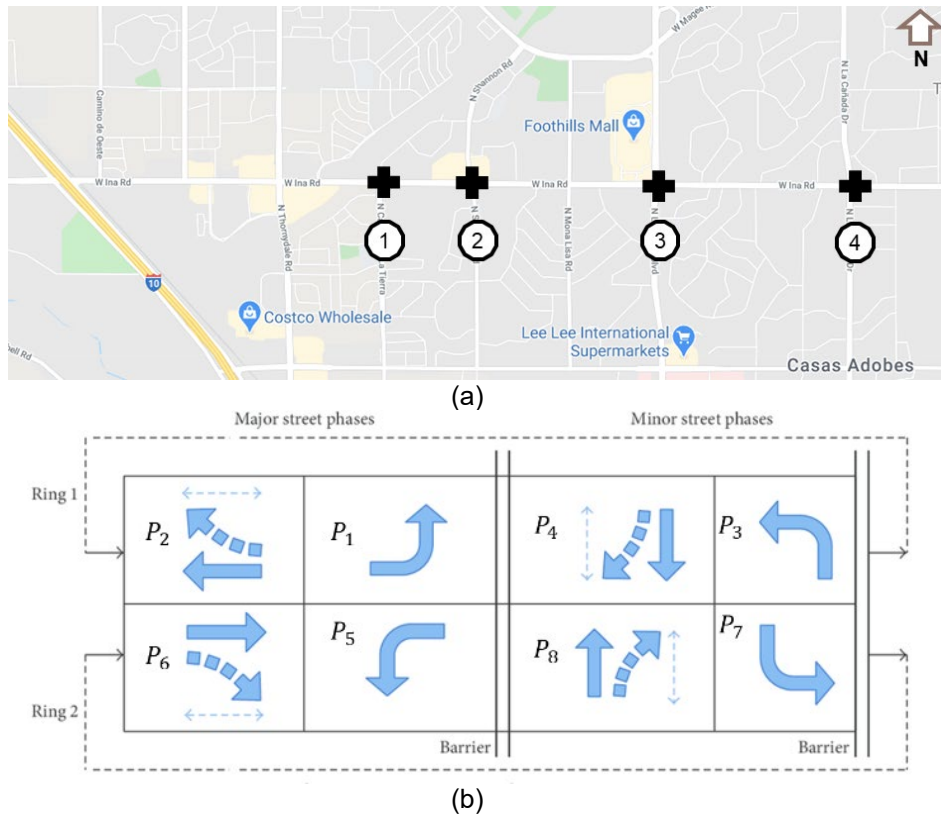 W Magee Rd
N
N Shannon Rd
N La Cañada Dr
T
Camino de Oeste
Foothills Mall
W Ina Rd
W Ina Rd
W Ina Rd
W Ina Rd
N Thornydale Rd
N Mona Lisa Rd
1
2
3
4
10
Costco Wholesale
Lee Lee International
Supermarkets
Casas Adobes
(a)
Major street phases
Minor street phases
Ring 1
P2
P1
P4
P3
P6
P5
P8
P7
Ring 2
Barrier
Barrier
(b)